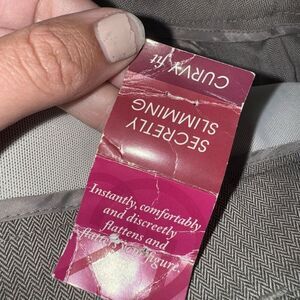 CURVY fit
SECRETLY
SLIMMING
Instantly, comfortably
and discreetly
flattens and
flatters your figure.